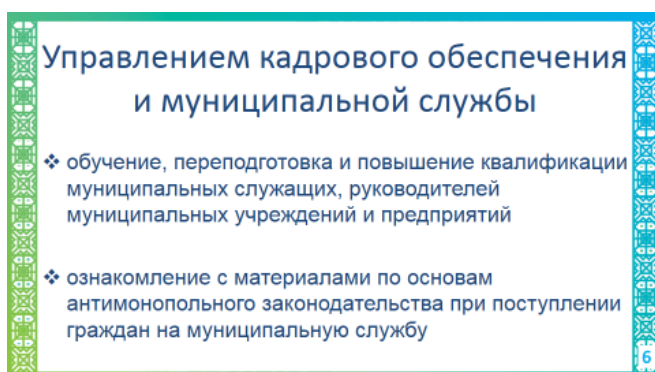 Управлением кадрового обеспечения
и муниципальной службы
❖ обучение, переподготовка и повышение квалификации
муниципальных служащих, руководителей
муниципальных учреждений и предприятий
❖ ознакомление с материалами по основам
антимонопольного законодательства при поступлении
граждан на муниципальную службу
6